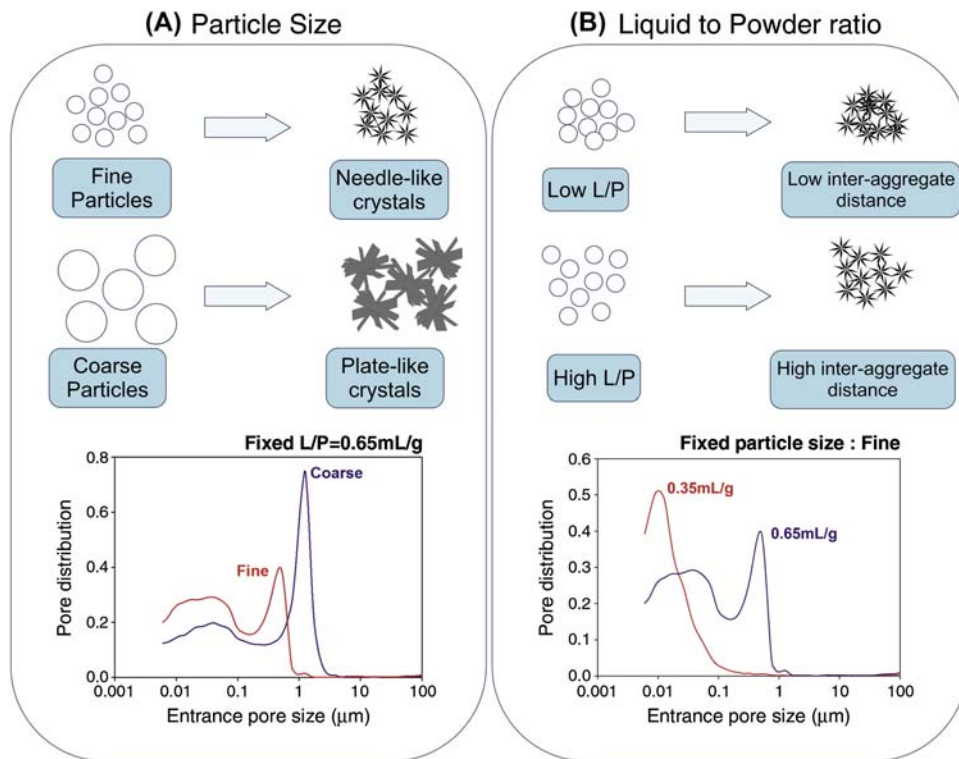 (A) Particle Size
Fine
Particles
Needle-like
crystals
Coarse
Particles
Plate-like
crystals
Fixed L/P=0.65mL/g
0.8
0.6
0.4
0.2
0.0
Pore distribution
Coarse
Fine
0.001
0.01
0.1
1
10
100
Entrance pore size (μm)
(B) Liquid to Powder ratio
Low L/P
Low inter-aggregate
distance
High L/P
High inter-aggregate
distance
Fixed particle size : Fine
0.6
0.5
0.4
0.3
0.2
0.1
0.0
Pore distribution
0.35mL/g
0.65mL/g
0.001
0.01
0.1
1
10
100
Entrance pore size (μm)